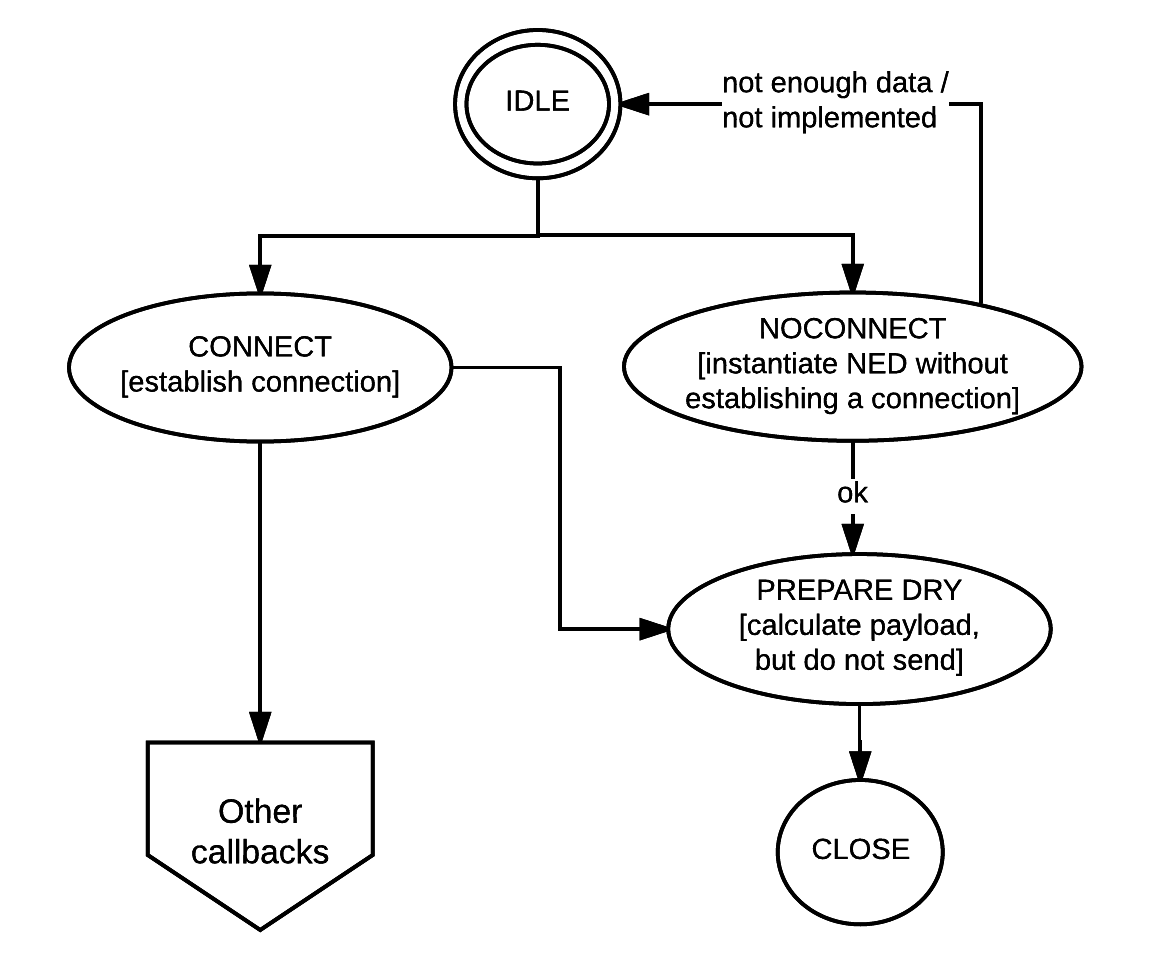 IDLE
not enough data /
not implemented
CONNECT
[establish connection]
NOCONNECT
[instantiate NED without
establishing a connection]
ok
PREPARE DRY
[calculate payload,
but do not send]
Other
callbacks
CLOSE